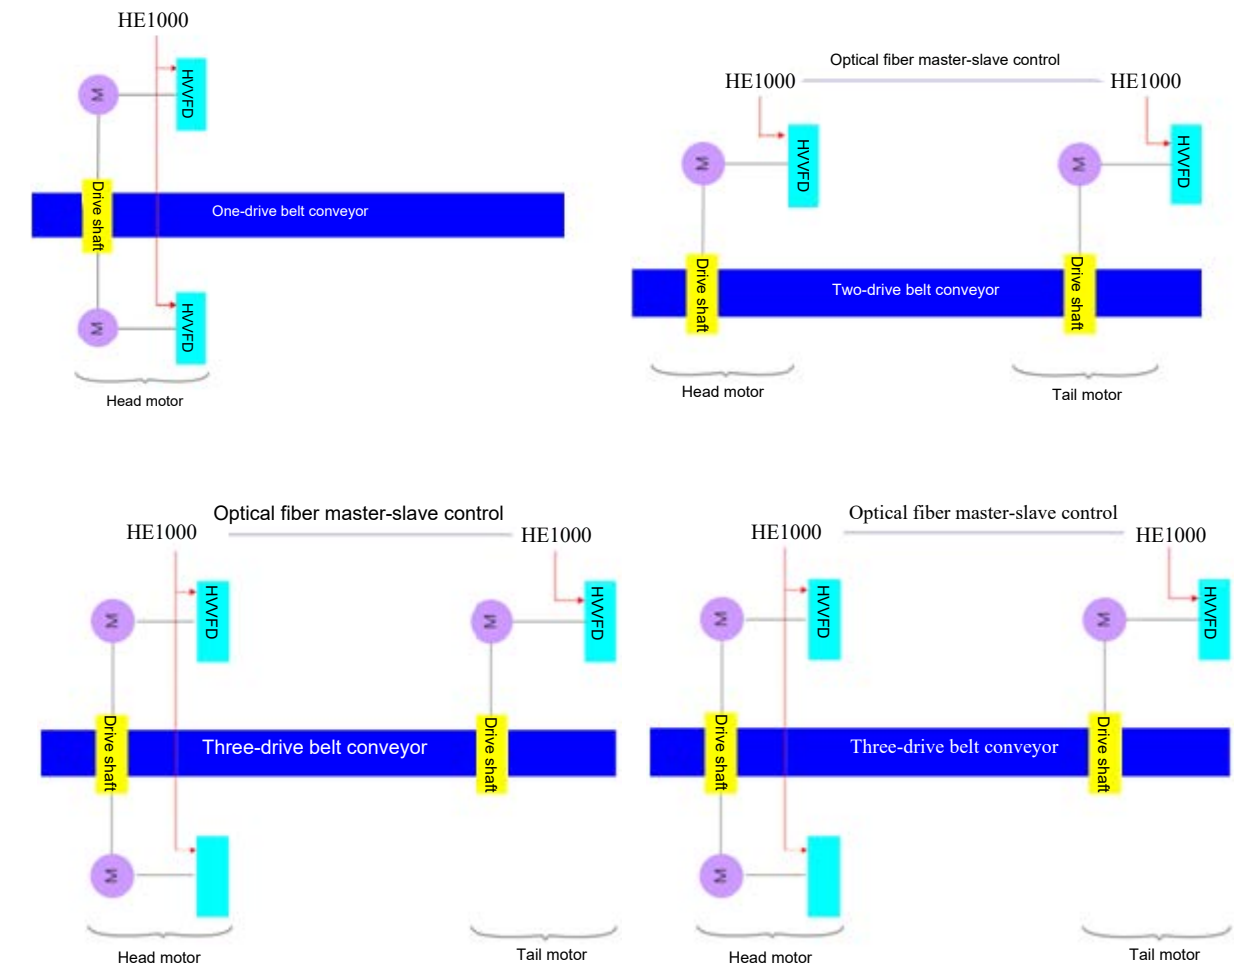 HE1000
HVVFD
M
Drive shaft
One-drive belt conveyor
M
HVVFD
Head motor
Optical fiber master-slave control
HE1000
HE1000
HVVFD
HVVFD
M
M
Drive shaft
Drive shaft
Two-drive belt conveyor
Head motor
Tail motor
Optical fiber master-slave control
HE1000
HE1000
HVVFD
HVVFD
M
M
Drive shaft
Drive shaft
Three-drive belt conveyor
M
Head motor
Tail motor
Optical fiber master-slave control
HE1000
HE1000
HVVFD
HVVFD
M
M
Drive shaft
Drive shaft
Three-drive belt conveyor
M
Head motor
Tail motor